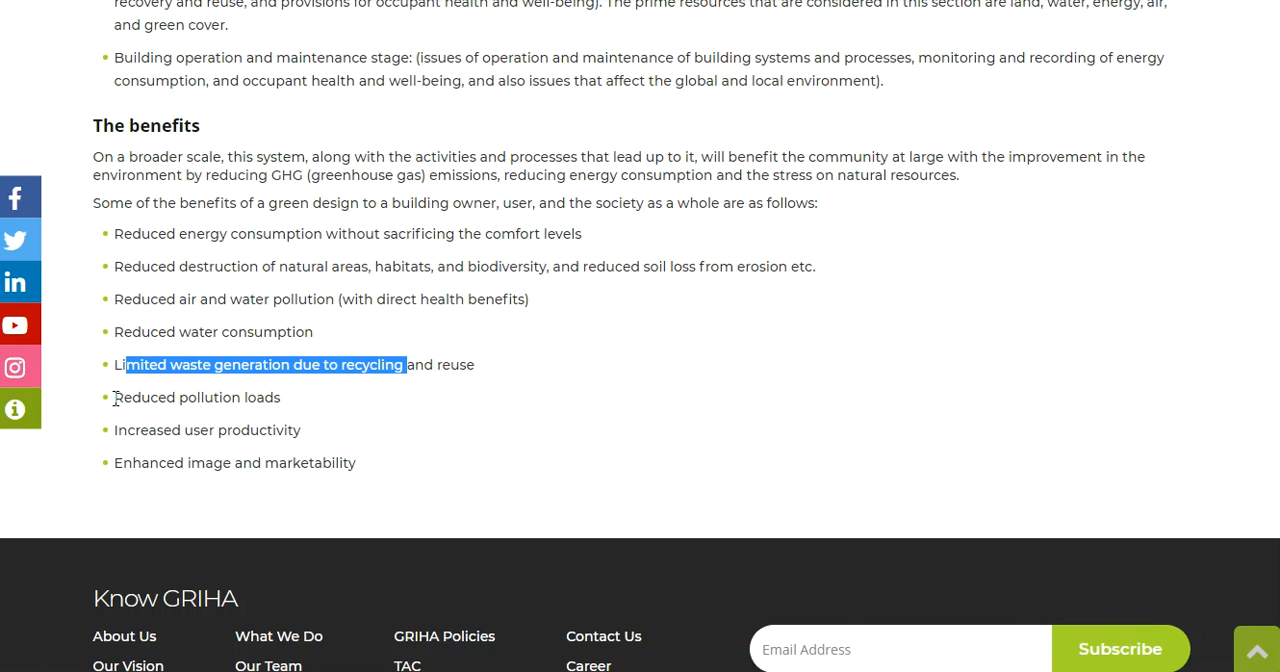 recovery and reuse, and provisions for occupant health and well-being). The prime resources that are considered in this section are land, water, energy, air,
and green cover.
Building operation and maintenance stage: (issues of operation and maintenance of building systems and processes, monitoring and recording of energy
consumption, and occupant health and well-being, and also issues that affect the global and local environment).
The benefits
On a broader scale, this system, along with the activities and processes that lead up to it, will benefit the community at large with the improvement in the
environment by reducing GHG (greenhouse gas) emissions, reducing energy consumption and the stress on natural resources.
Some of the benefits of a green design to a building owner, user, and the society as a whole are as follows:
Reduced energy consumption without sacrificing the comfort levels
Reduced destruction of natural areas, habitats, and biodiversity, and reduced soil loss from erosion etc.
Reduced air and water pollution (with direct health benefits)
Reduced water consumption
Limited waste generation due to recycling and reuse
Reduced pollution loads
Increased user productivity
Enhanced image and marketability
Know GRIHA
About Us What We Do GRIHA Policies Contact Us
Email Address Subscribe
Our Vision Our Team TAC Career